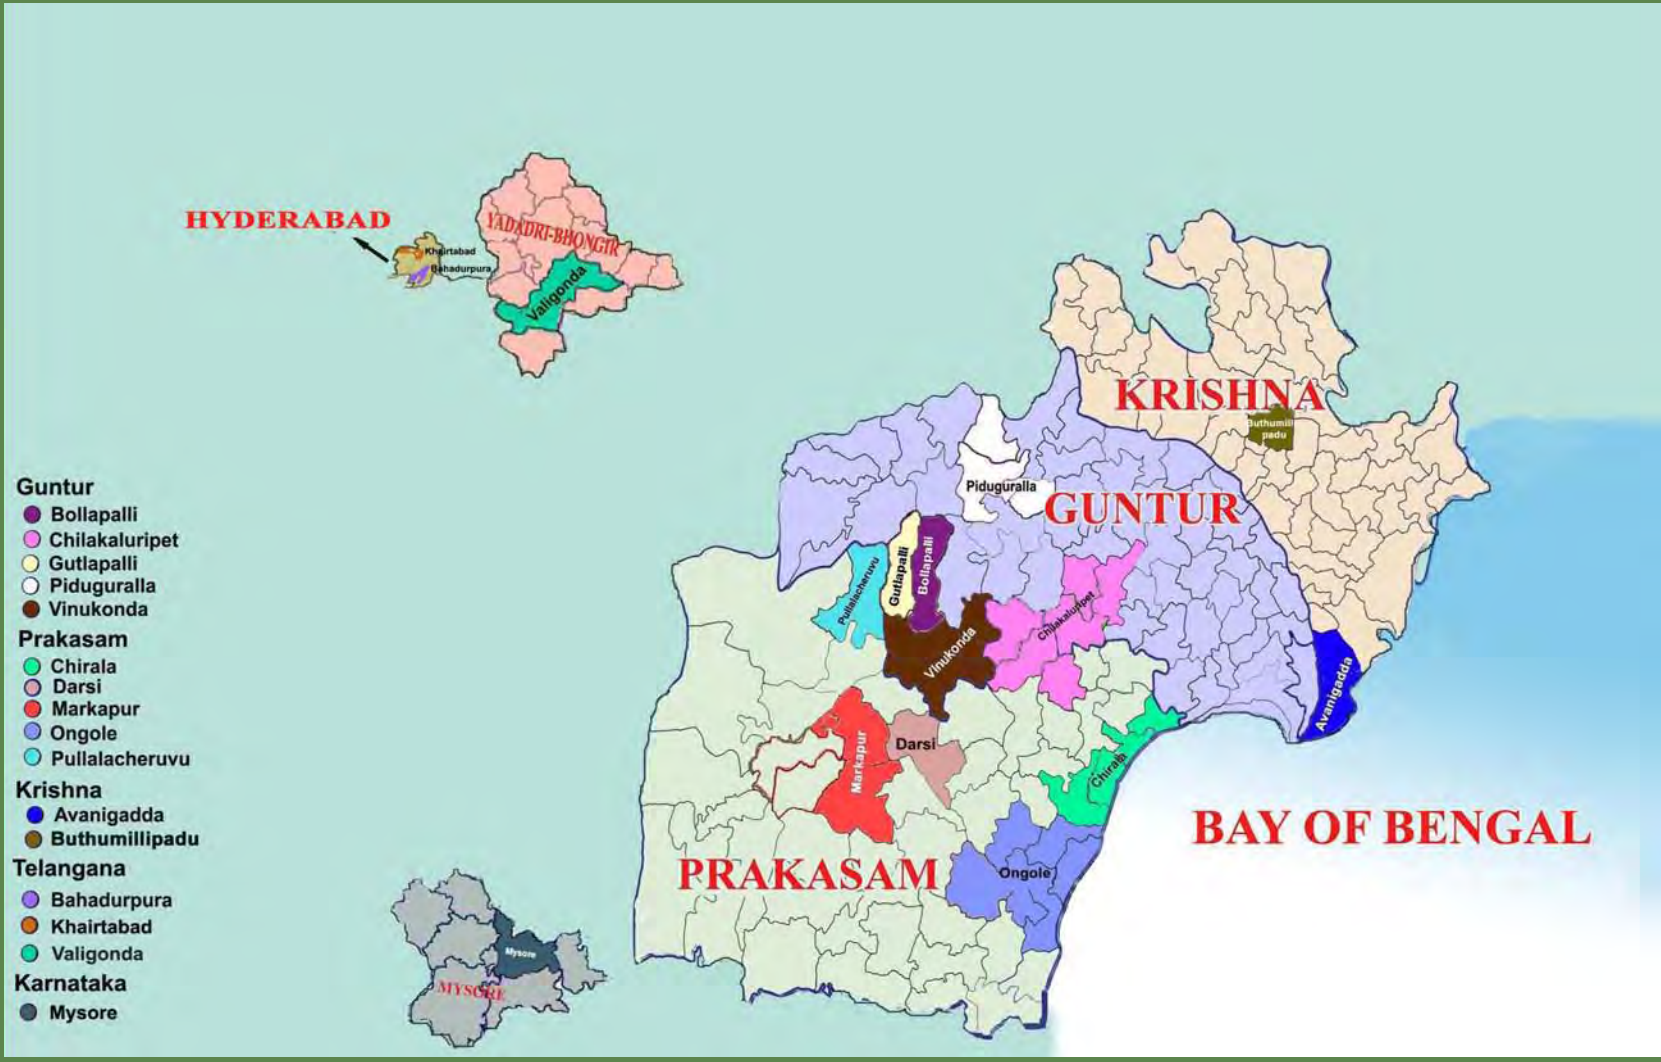 HYDERABAD
Khairtabad
Bahadurpura
YADADRI-BHONGIR
Valigonda
KRISHNA
Buthumilli
padu
Piduguralla
GUNTUR
Pullalacheruvu
Gutlapalli
Bollapalli
Vinukonda
Chilakaluripet
Avanigadda
Markapur
Darsi
Chirala
Ongole
PRAKASAM
BAY OF BENGAL
Mysore
MYSORE
Guntur
Bollapalli
Chilakaluripet
Gutlapalli
Piduguralla
Vinukonda
Prakasam
Chirala
Darsi
Markapur
Ongole
Pullalacheruvu
Krishna
Avanigadda
Buthumillipadu
Telangana
Bahadurpura
Khairtabad
Valigonda
Karnataka
Mysore